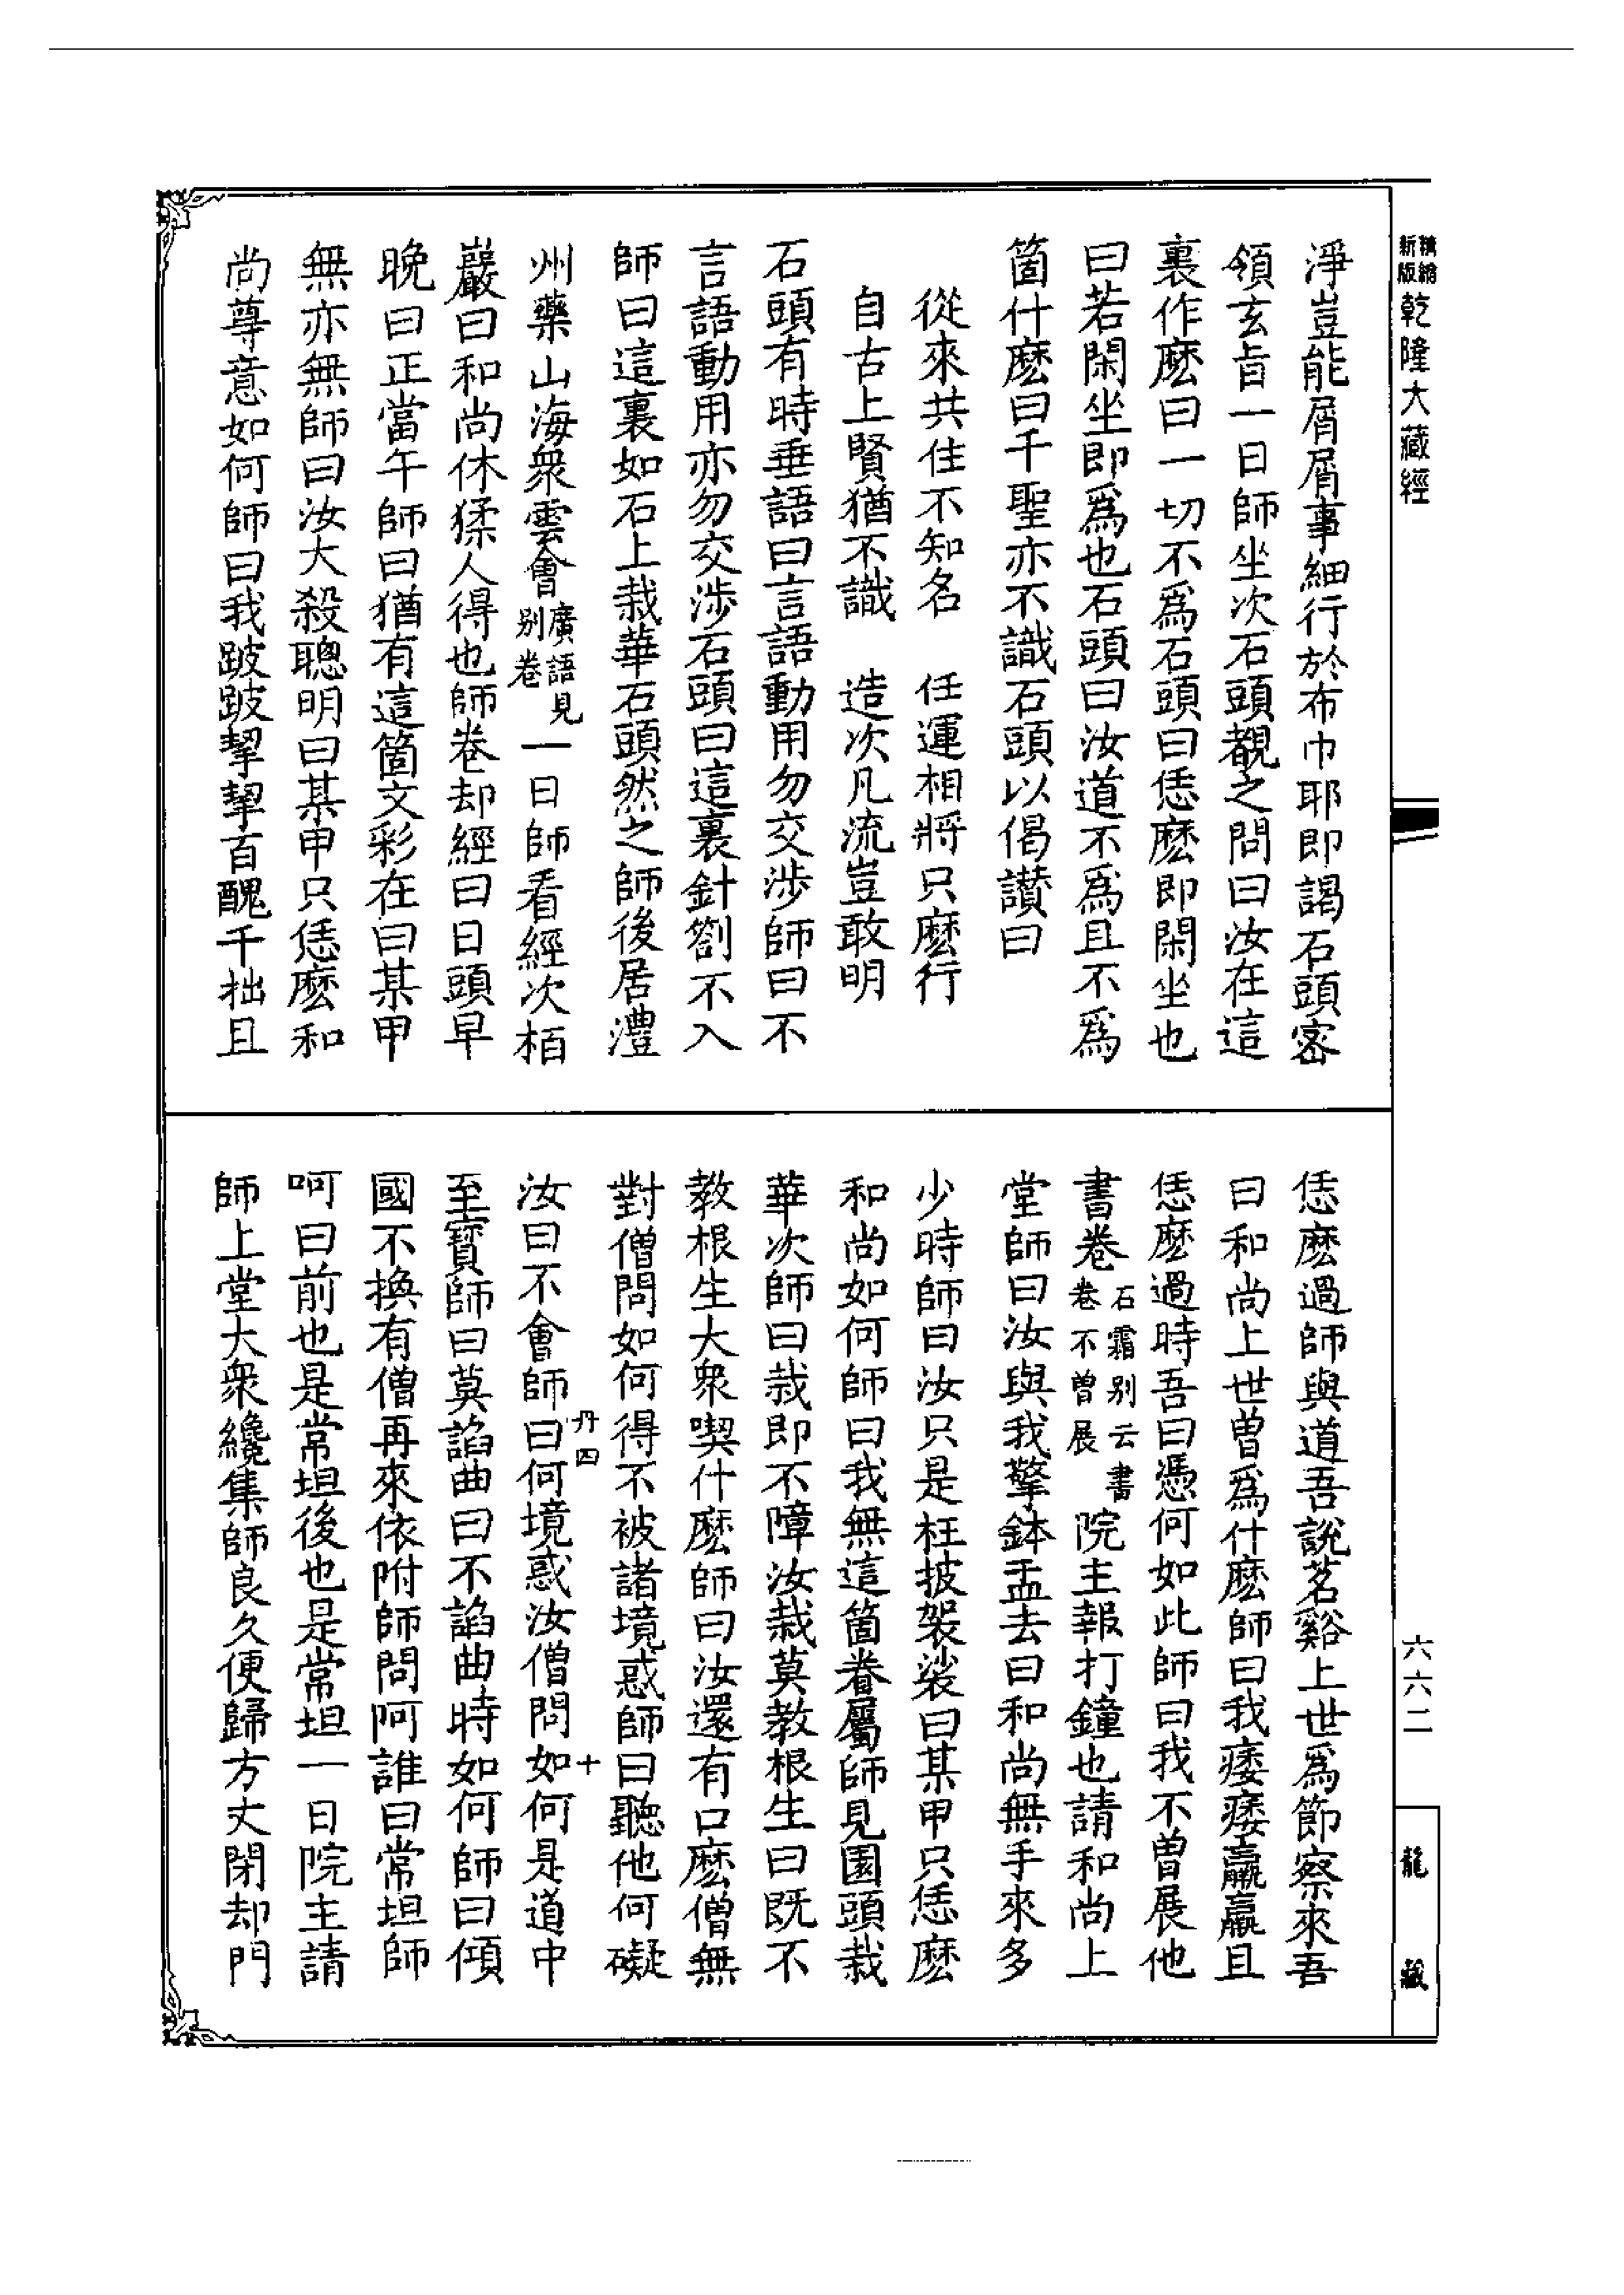 精繪新版乾隆大藏經
淨豈能屑屑事細行於布巾耶即謁石頭密
領玄旨一日師坐次石頭覩之問曰汝在這
裏作麽曰一切不爲石頭曰恁麽即閑坐也
曰若閑坐即爲也石頭曰汝道不爲且不爲
箇什麽曰千聖亦不識石頭以偈讃曰
從來共住不知名　任運相將只麽行
自古上賢猶不識　造次凡流豈敢明
石頭有時垂語曰言語動用勿交涉師曰不
言語動用亦勿交涉石頭曰這裏針劄不入
師曰這裏如石上栽華石頭然之師後居澧
州藥山海衆雲會廣語見别卷一日師看經次栢
巖曰和尚休猱人得也師卷却經曰日頭早
晚曰正當午師曰猶有這箇文彩在曰某甲
無亦無師曰汝大殺聰明曰某甲只恁麽和
尚尊意如何師曰我跛跛挈挈百醜千拙且
恁麽過師與道吾說茗谿上世爲節察來吾
曰和尚上世曾爲什麽師曰我痿痿羸羸且
恁麽過時吾曰憑何如此師曰我不曾展他
書卷石霜别云書卷不曾展院主報打鐘也請和尚上
堂師曰汝與我擎鉢盂去曰和尚無手來多
少時師曰汝只是枉披袈裟曰某甲只恁麽
和尚如何師曰我無這箇眷屬師見園頭栽
華次師曰栽即不障汝栽莫教根生曰既不
教根生大衆喫什麽師曰汝還有口麽僧無
對僧問如何得不被諸境惑師曰聽他何礙
汝曰不會師曰何境惑汝僧問如何是道中
丹四　十
至寶師曰莫諂曲曰不諂曲時如何師曰傾
國不換有僧再來依附師問阿誰曰常坦師
呵曰前也是常坦後也是常坦一日院主請
師上堂大衆纔集師良久便歸方丈閉却門
六六二
龍藏